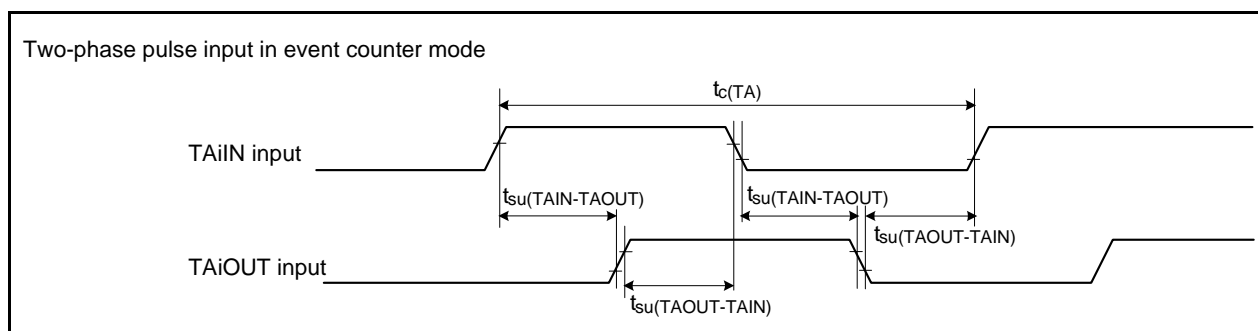 Two-phase pulse input in event counter mode
tc(TA)
TAiIN input
tsu(TAIN-TAOUT)
tsu(TAIN-TAOUT)
tsu(TAOUT-TAIN)
TAiOUT input
tsu(TAOUT-TAIN)